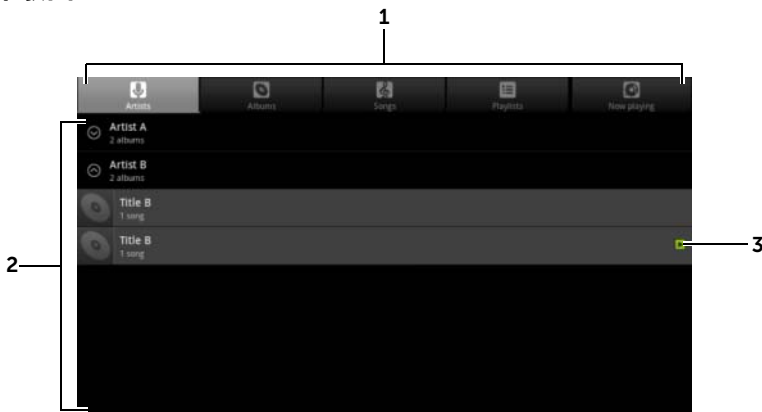 1
Artists Albums Songs Playlists Now playing
Artist A
2 albums
Artist B
2 albums
Title B
1 song
Title B
1 song
2
3